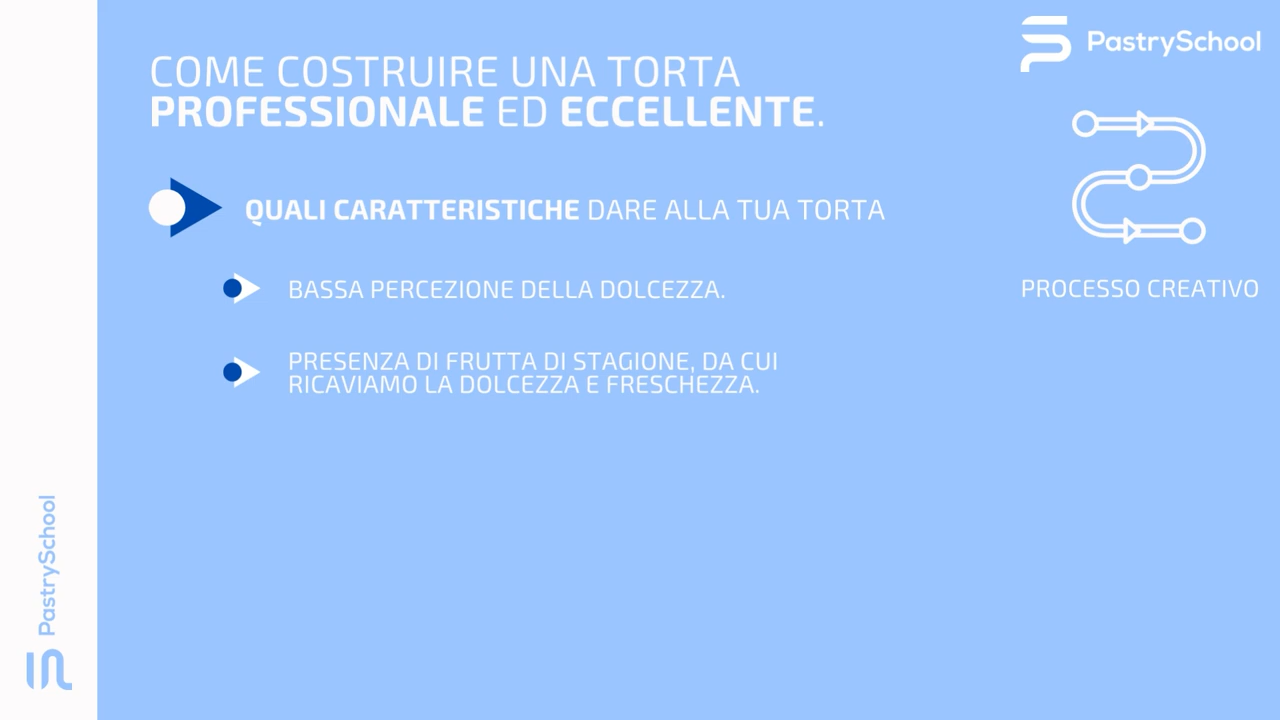 PastrySchool
COME COSTRUIRE UNA TORTA
PROFESSIONALE ED ECCELLENTE.
QUALI CARATTERISTICHE DARE ALLA TUA TORTA
BASSA PERCEZIONE DELLA DOLCEZZA.
PRESENZA DI FRUTTA DI STAGIONE, DA CUI
RICAVIAMO LA DOLCEZZA E FRESCHEZZA.
PROCESSO CREATIVO
PastrySchool